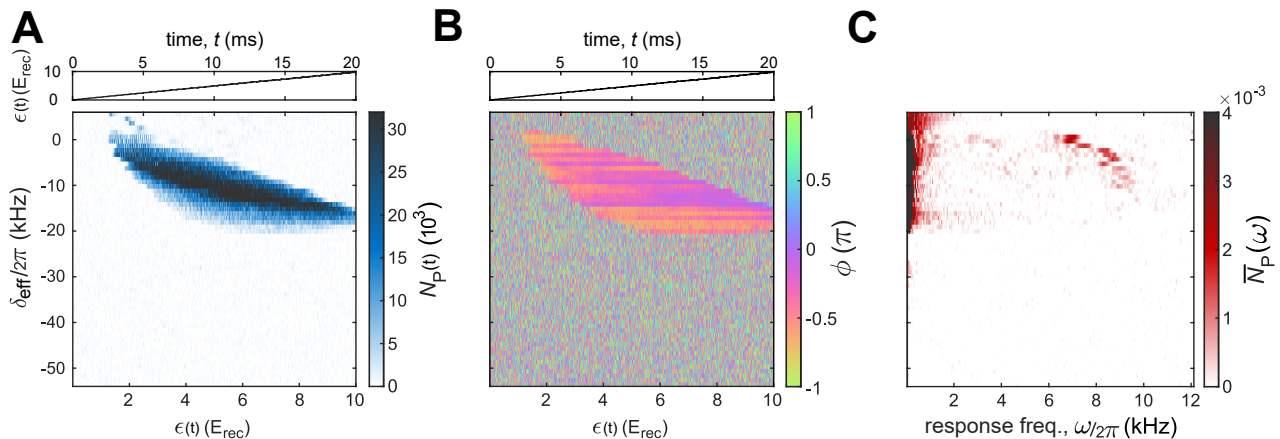 A
time, t (ms)
0 5 10 15 20
ϵ(t) (E_rec)
10
0
0
-10
-20
-30
-40
-50
δ_eff/2π (kHz)
2 4 6 8 10
ϵ(t) (E_rec)
30
25
20
15
10
5
0
N_P(t) (10³)
B
time, t (ms)
0 5 10 15 20
2 4 6 8 10
ϵ(t) (E_rec)
1
0.5
0
-0.5
-1
ϕ (π)
C
0 2 4 6 8 10 12
response freq., ω/2π (kHz)
×10⁻³
4
3
2
1
0
N̅_P(ω)